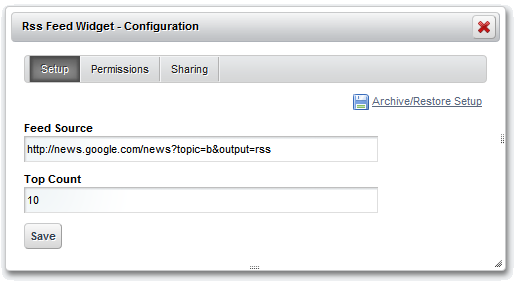 Rss Feed Widget - Configuration
Setup Permissions Sharing
Archive/Restore Setup
Feed Source
http://news.google.com/news?topic=b&output=rss
Top Count
10
Save